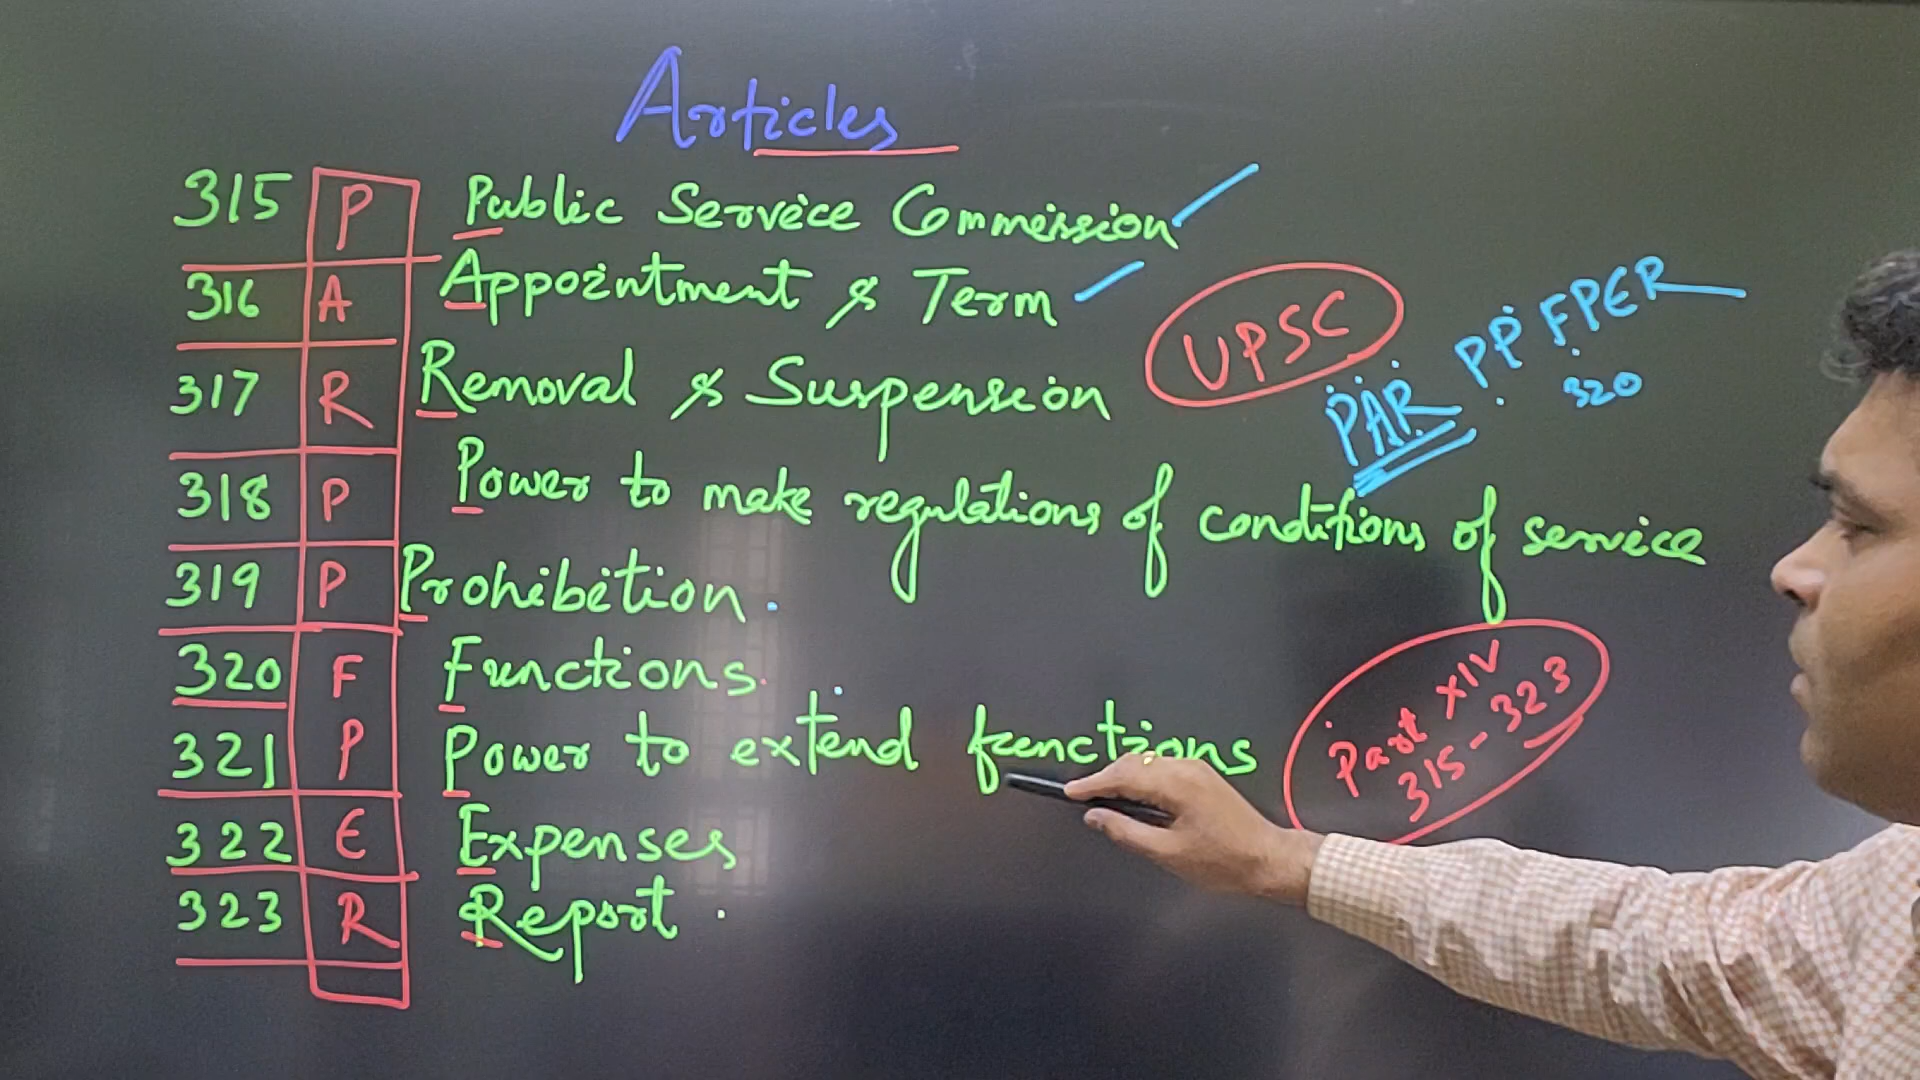 Articles
315 P Public Service Commission
316 A Appointment & Term
317 R Removal & Suspension
318 P Power to make regulations of conditions of service
319 P Prohibition.
320 F Functions.
321 P Power to extend functions
322 E Expenses
323 R Report.
UPSC
PAR PP FPER
320
Part XIV
315-323